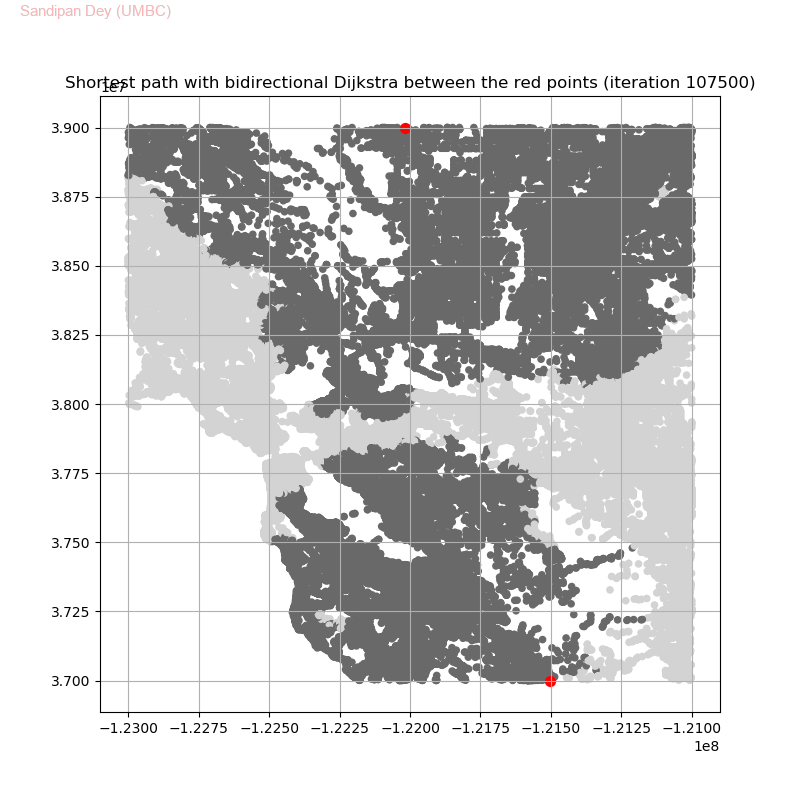 Sandipan Dey (UMBC)
Shortest path with bidirectional Dijkstra between the red points (iteration 107500)
1e7
3.900
3.875
3.850
3.825
3.800
3.775
3.750
3.725
3.700
−1.2300 −1.2275 −1.2250 −1.2225 −1.2200 −1.2175 −1.2150 −1.2125 −1.2100
1e8